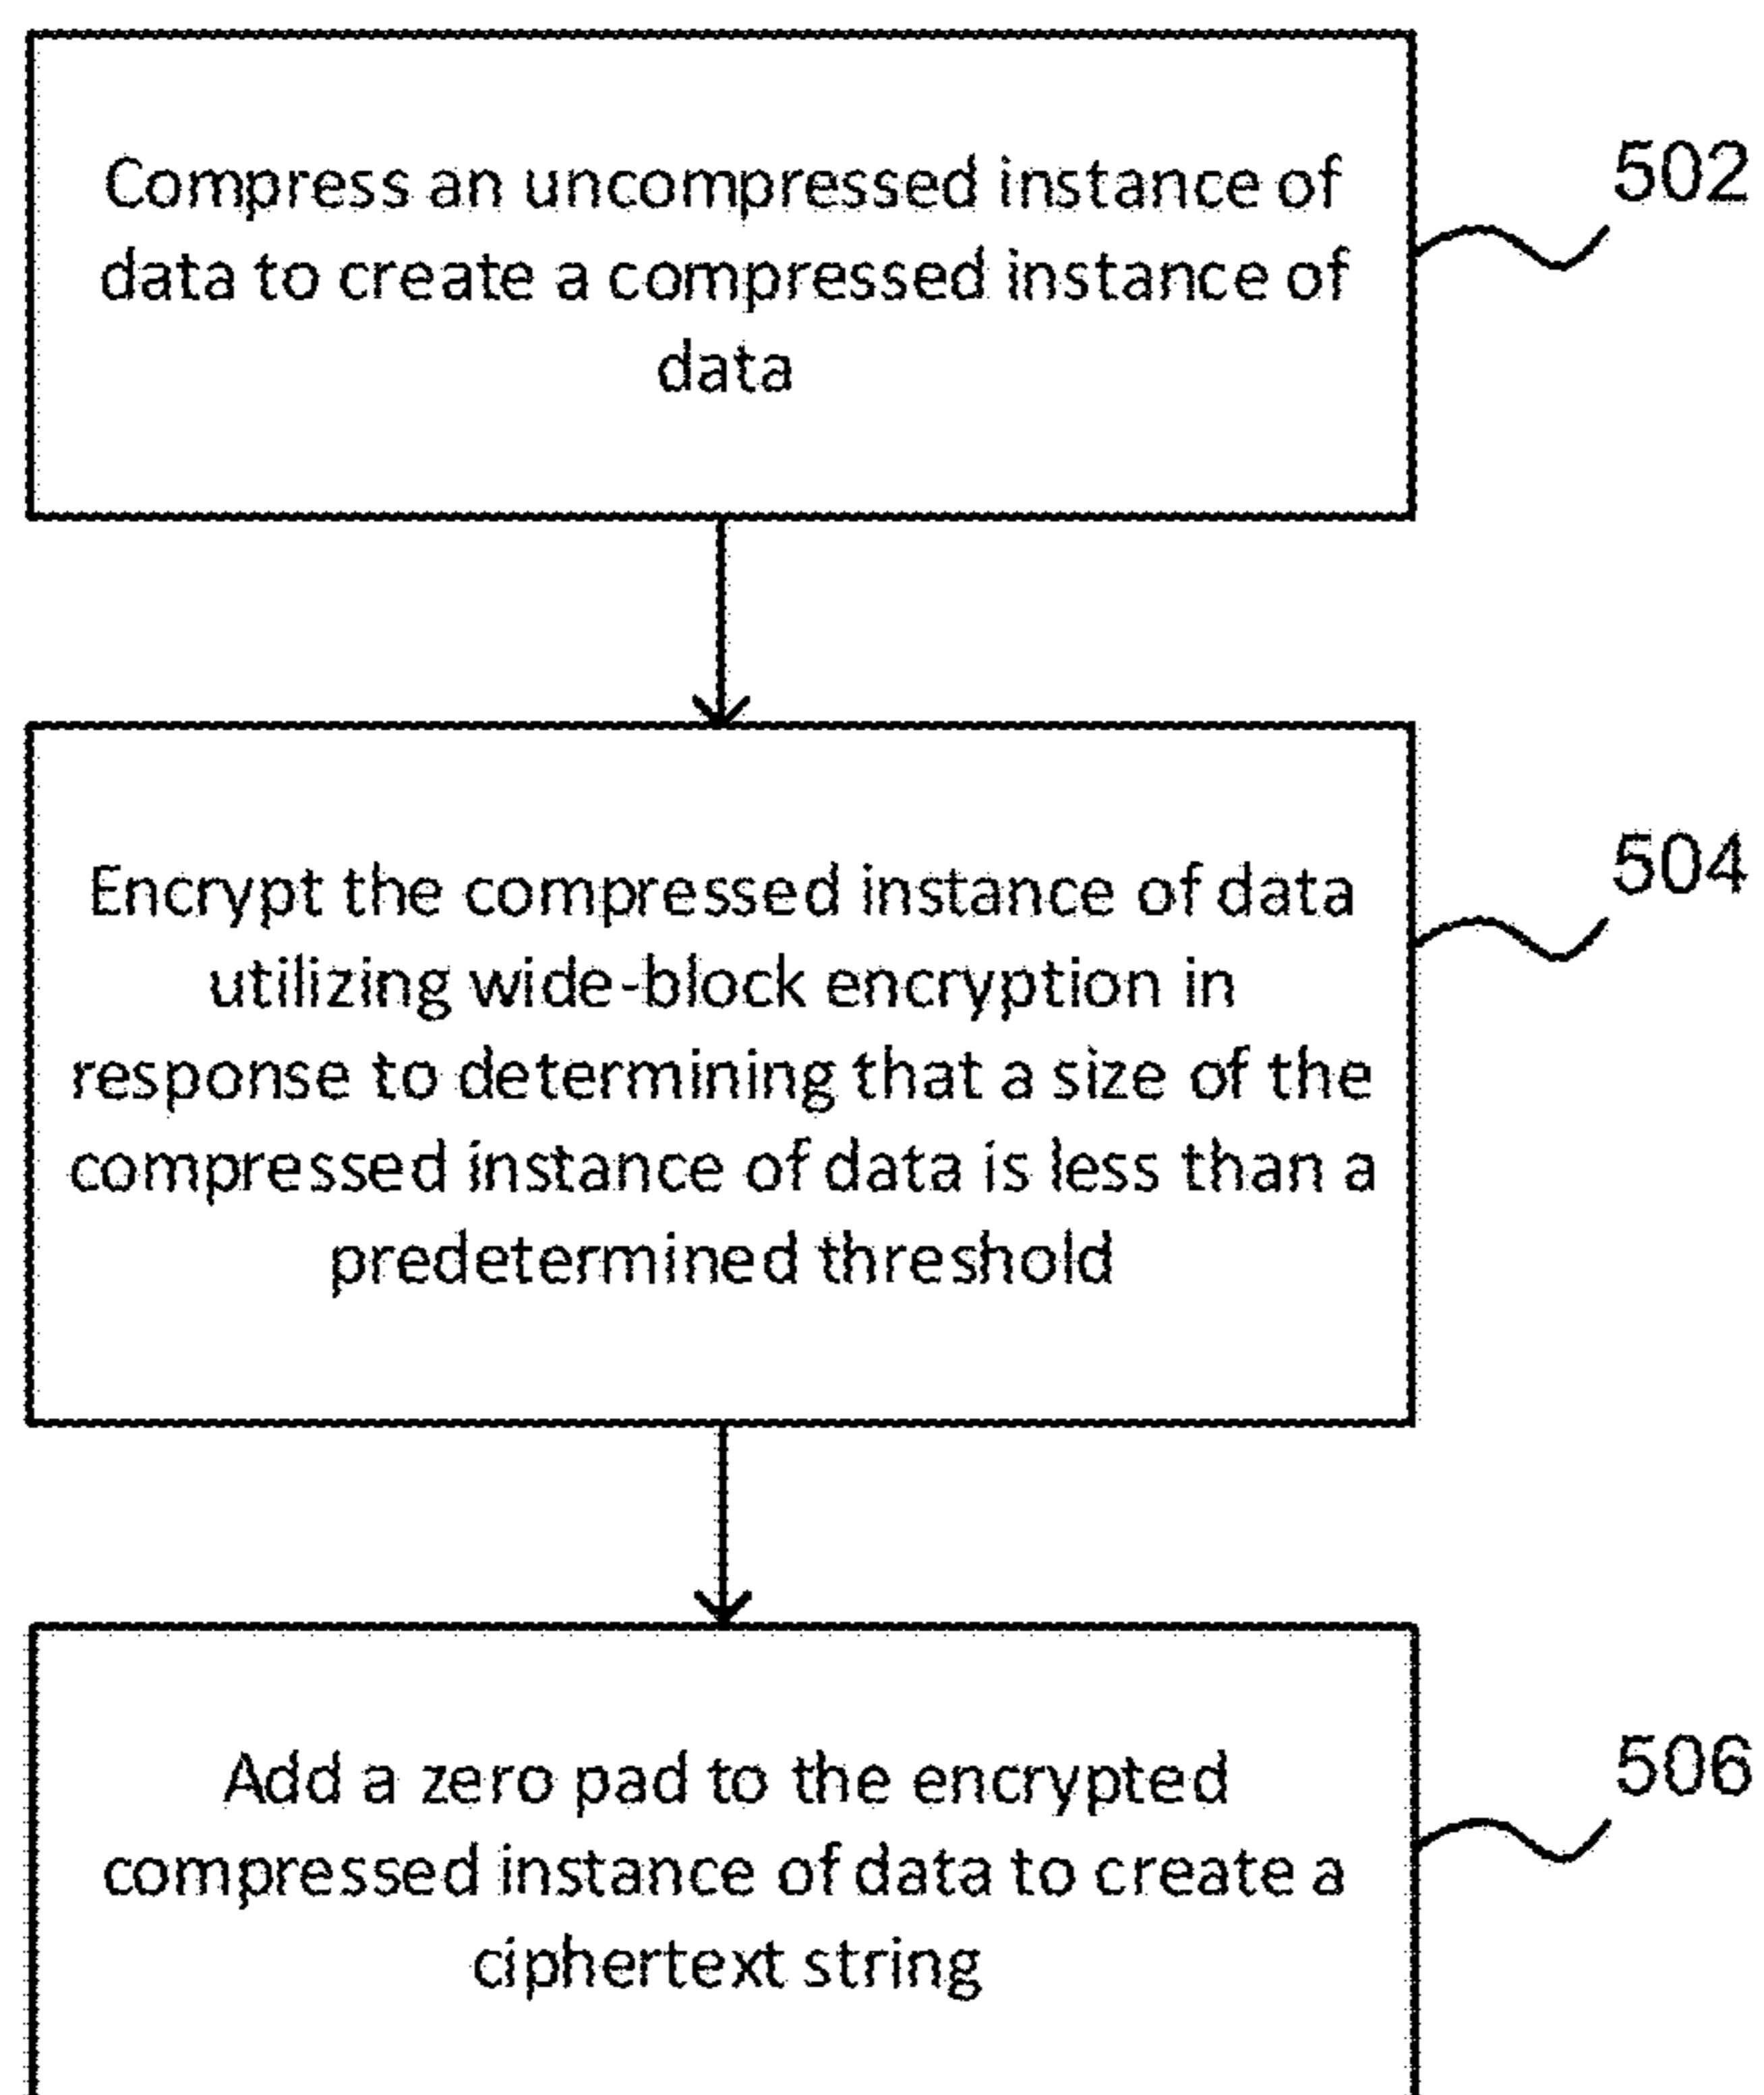 Compress an uncompressed instance of
data to create a compressed instance of
data
502
Encrypt the compressed instance of data
utilizing wide-block encryption in
response to determining that a size of the
compressed instance of data is less than a
predetermined threshold
504
Add a zero pad to the encrypted
compressed instance of data to create a
ciphertext string
506